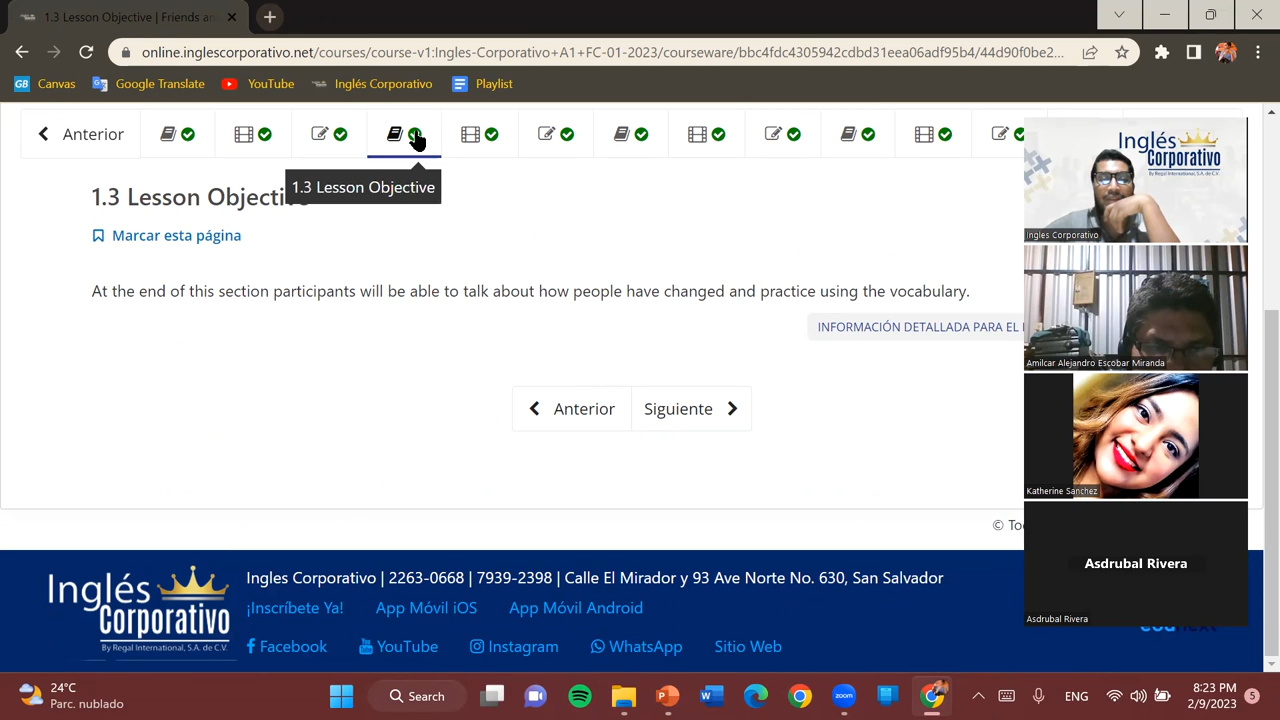 1.3 Lesson Objective | Friends an
online.inglescorporativo.net/courses/course-v1:Ingles-Corporativo+A1+FC-01-2023/courseware/bbc4fdc4305942cdbd31eea06adf95b4/44d90f0be2...
GB Canvas Google Translate YouTube Inglés Corporativo Playlist
Anterior
1.3 Lesson Objective
1.3 Lesson Objecti
Marcar esta página
At the end of this section participants will be able to talk about how people have changed and practice using the vocabulary.
INFORMACIÓN DETALLADA PARA EL
Anterior Siguiente
© To
Inglés
Corporativo
Ingles Corporativo
Amilcar Alejandro Escobar Miranda
Katherine Sanchez
Asdrubal Rivera
Asdrubal Rivera
Inglés
Corporativo
By Regal International, S.A. de C.V.
Ingles Corporativo | 2263-0668 | 7939-2398 | Calle El Mirador y 93 Ave Norte No. 630, San Salvador
¡Inscríbete Ya! App Móvil iOS App Móvil Android
Facebook YouTube Instagram WhatsApp Sitio Web
24°C
Parc. nublado
Search
zoom
ENG
8:23 PM
2/9/2023
5